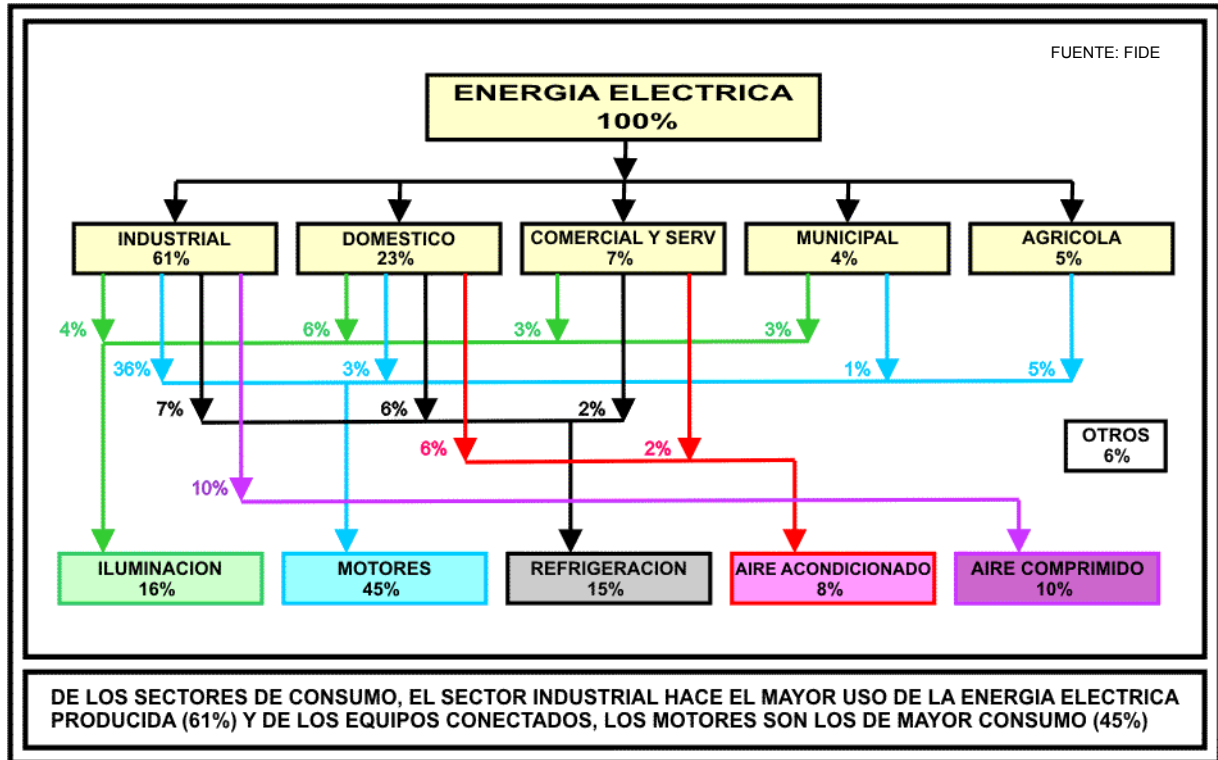 FUENTE: FIDE
ENERGIA ELECTRICA
100%
INDUSTRIAL
61%
DOMESTICO
23%
COMERCIAL Y SERV
7%
MUNICIPAL
4%
AGRICOLA
5%
4%
6%
3%
3%
36%
3%
1%
5%
7%
6%
2%
6%
2%
10%
OTROS
6%
ILUMINACION
16%
MOTORES
45%
REFRIGERACION
15%
AIRE ACONDICIONADO
8%
AIRE COMPRIMIDO
10%
DE LOS SECTORES DE CONSUMO, EL SECTOR INDUSTRIAL HACE EL MAYOR USO DE LA ENERGIA ELECTRICA
PRODUCIDA (61%) Y DE LOS EQUIPOS CONECTADOS, LOS MOTORES SON LOS DE MAYOR CONSUMO (45%)